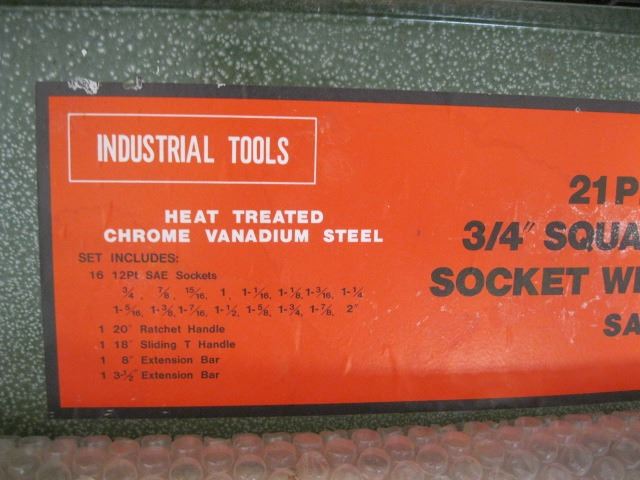 INDUSTRIAL TOOLS
HEAT TREATED
CHROME VANADIUM STEEL
SET INCLUDES:
16 12Pt. SAE Sockets
3/4, 7/8, 15/16, 1, 1-1/16, 1-1/8, 1-3/16, 1-1/4
1-5/16, 1-3/8, 1-7/16, 1-1/2, 1-5/8, 1-3/4, 1-7/8, 2"
1 20" Ratchet Handle
1 18" Sliding T Handle
1 8" Extension Bar
1 3-1/2" Extension Bar
21 P
3/4" SQUA
SOCKET W
SA